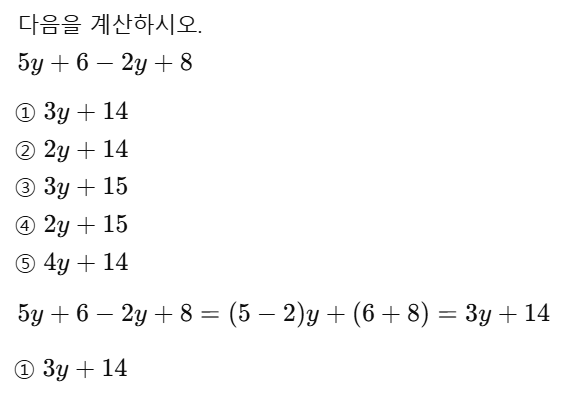 다음을 계산하시오.
5y + 6 − 2y + 8
① 3y + 14
② 2y + 14
③ 3y + 15
④ 2y + 15
⑤ 4y + 14
5y + 6 − 2y + 8 = (5 − 2)y + (6 + 8) = 3y + 14
① 3y + 14